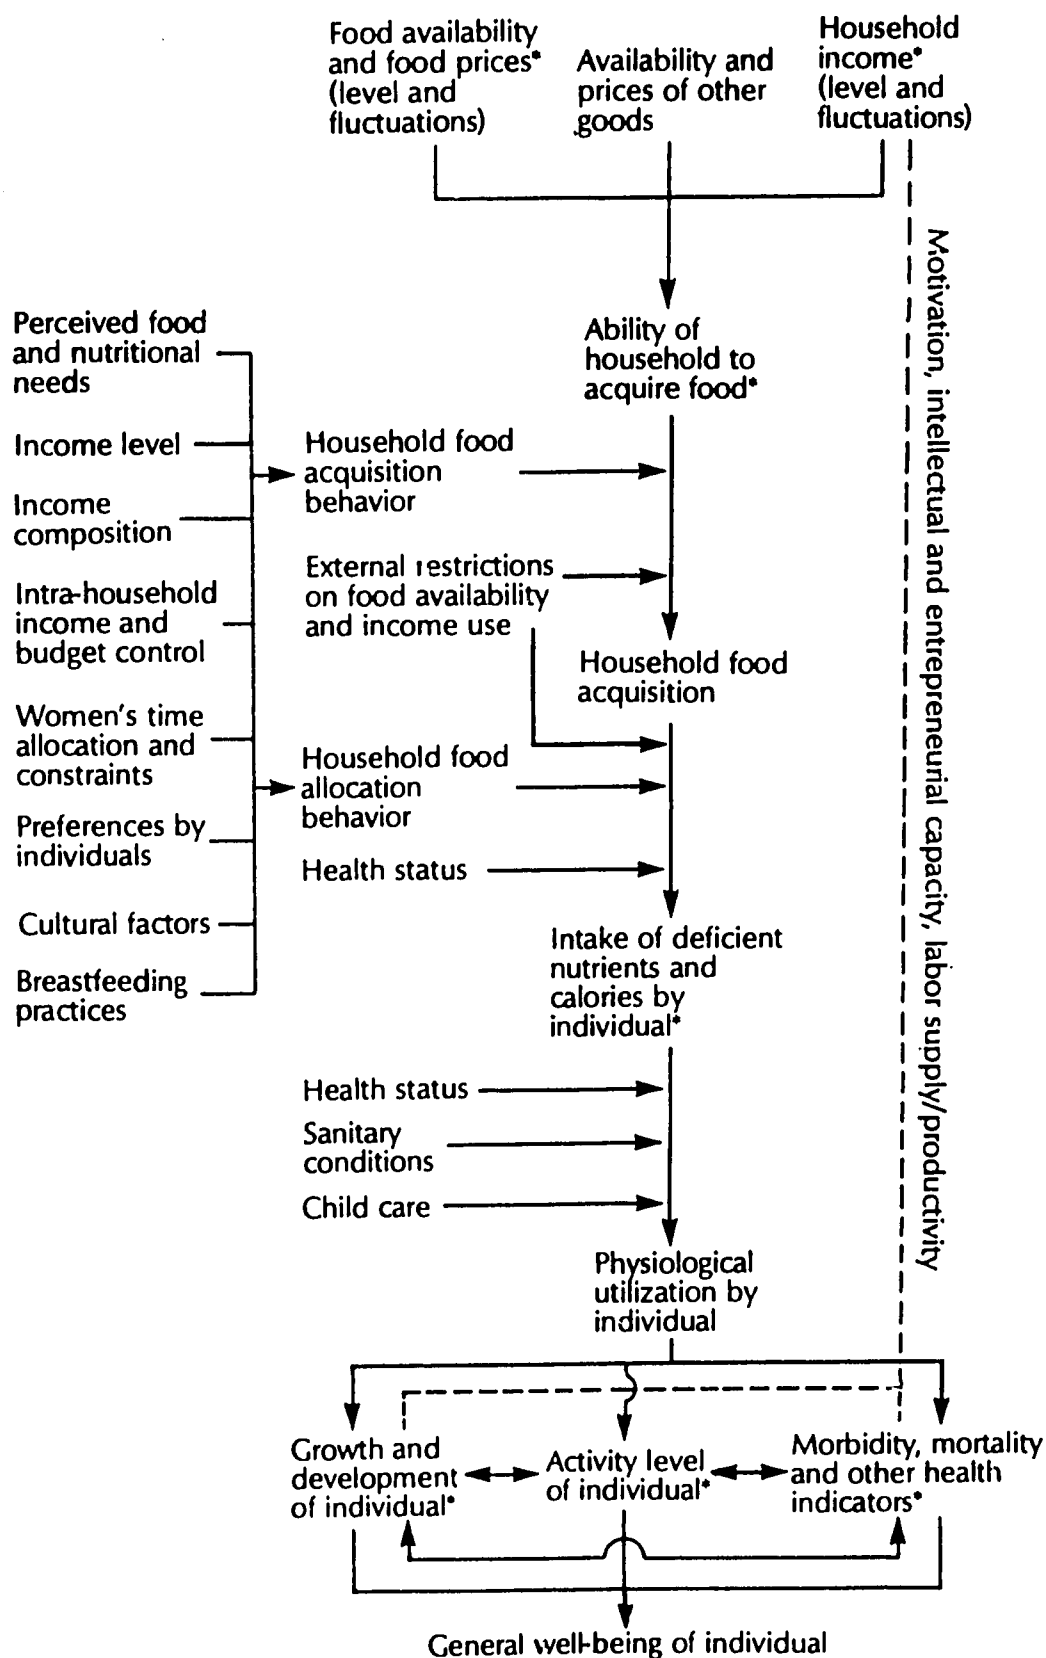 Food availability
and food prices*
(level and
fluctuations)
Availability and
prices of other
goods
Household
income*
(level and
fluctuations)
Motivation, intellectual and entrepreneurial capacity, labor supply/productivity
Ability of
household to
acquire food*
Perceived food
and nutritional
needs
Income level
Income
composition
Intra-household
income and
budget control
Women's time
allocation and
constraints
Preferences by
individuals
Cultural factors
Breastfeeding
practices
Household food
acquisition
behavior
External restrictions
on food availability
and income use
Household food
acquisition
Household food
allocation
behavior
Health status
Intake of deficient
nutrients and
calories by
individual*
Health status
Sanitary
conditions
Child care
Physiological
utilization by
individual
Growth and
development
of individual*
Activity level
of individual*
Morbidity, mortality
and other health
indicators*
General well-being of individual